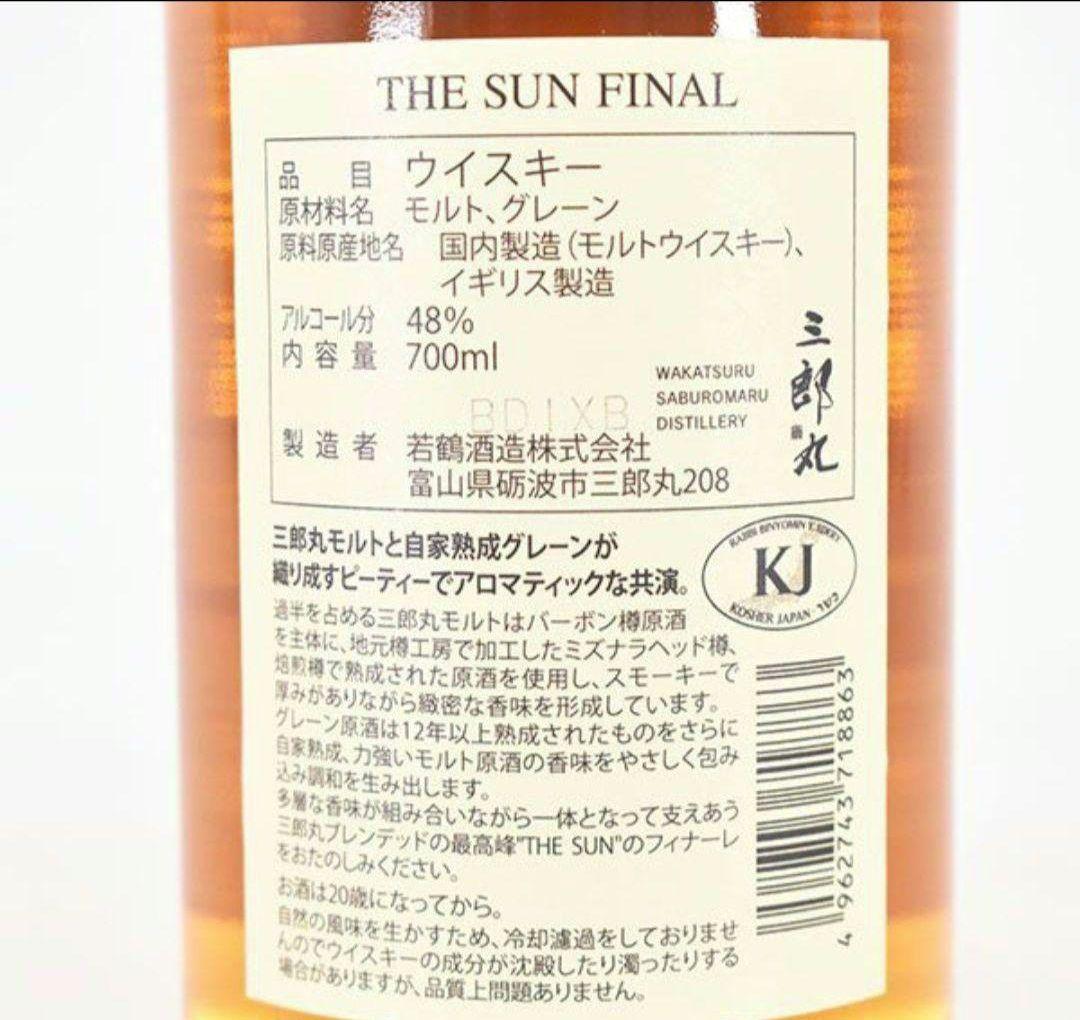 THE SUN FINAL
品目 ウイスキー
原材料名 モルト、グレーン
原料原産地名 国内製造(モルトウイスキー)、
イギリス製造
アルコール分 48%
内容量 700ml
WAKATSURU
SABUROMARU
DISTILLERY
三郎丸
BD1XB
製造者 若鶴酒造株式会社
富山県砺波市三郎丸208
三郎丸モルトと自家熟成グレーンが
織り成すピーティーでアロマティックな共演。
RABBI BINYOMIN Y. EDERY
KJ
KOSHER JAPAN · כשר
過半を占める三郎丸モルトはバーボン樽原酒
を主体に、地元樽工房で加工したミズナラヘッド樽、
焙煎樽で熟成された原酒を使用し、スモーキーで
厚みがありながら緻密な香味を形成しています。
グレーン原酒は12年以上熟成されたものをさらに
自家熟成、力強いモルト原酒の香味をやさしく包み
込み調和を生み出します。
多層な香味が組み合いながら一体となって支えあう
三郎丸ブレンデッドの最高峰"THE SUN"のフィナーレ
をおたのしみください。
お酒は20歳になってから。
自然の風味を生かすため、冷却濾過をしておりませ
んのでウイスキーの成分が沈殿したり濁ったりする
場合がありますが、品質上問題ありません。
4 962743 718863